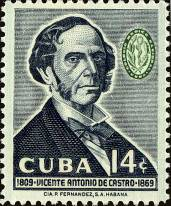 CUBA 14¢
1809-VICENTE ANTONIO DE CASTRO-1869
CIA. P. FERNANDEZ, S.A. HABANA